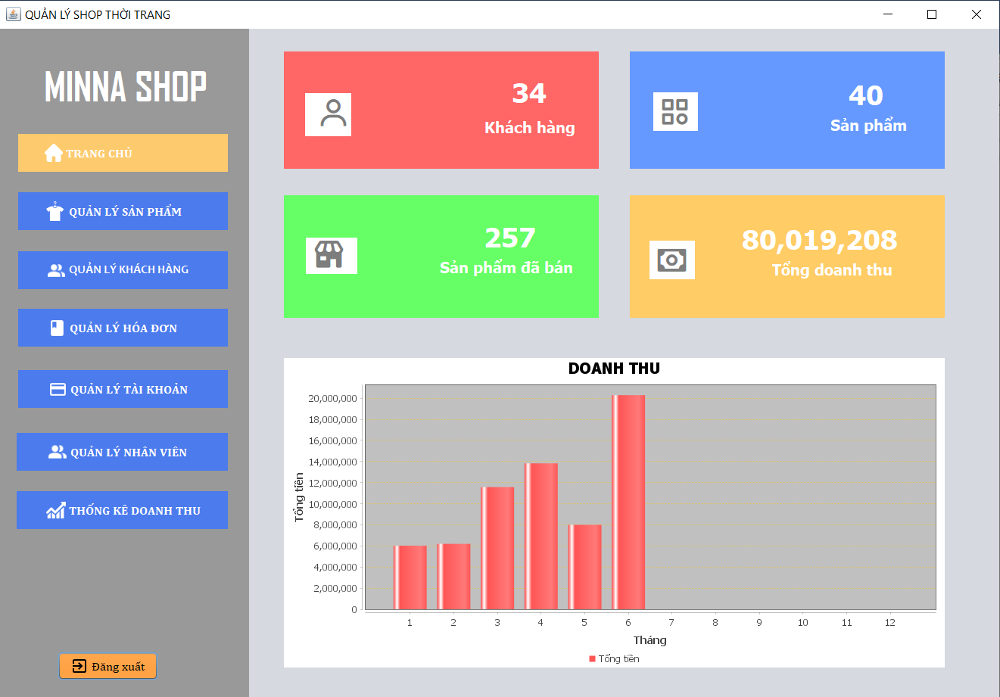 QUẢN LÝ SHOP THỜI TRANG
MINNA SHOP
TRANG CHỦ
QUẢN LÝ SẢN PHẨM
QUẢN LÝ KHÁCH HÀNG
QUẢN LÝ HÓA ĐƠN
QUẢN LÝ TÀI KHOẢN
QUẢN LÝ NHÂN VIÊN
THỐNG KÊ DOANH THU
Đăng xuất
34
Khách hàng
40
Sản phẩm
257
Sản phẩm đã bán
80,019,208
Tổng doanh thu
DOANH THU
Tổng tiền
20,000,000
18,000,000
16,000,000
14,000,000
12,000,000
10,000,000
8,000,000
6,000,000
4,000,000
2,000,000
0
1 2 3 4 5 6 7 8 9 10 11 12
Tháng
Tổng tiền